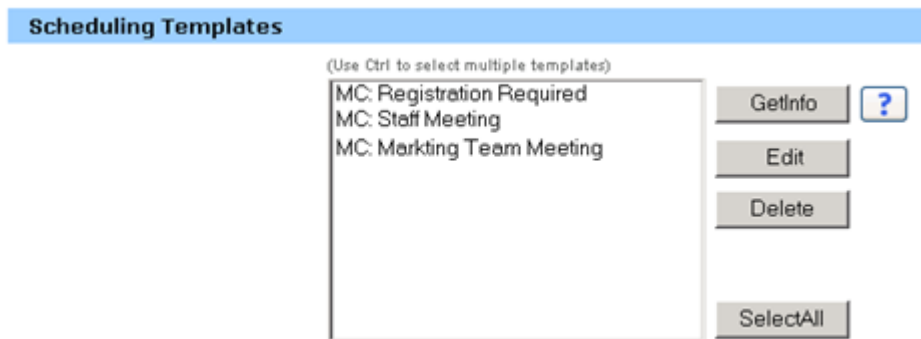 Scheduling Templates
(Use Ctrl to select multiple templates)
MC: Registration Required
MC: Staff Meeting
MC: Markting Team Meeting
GetInfo
?
Edit
Delete
SelectAll